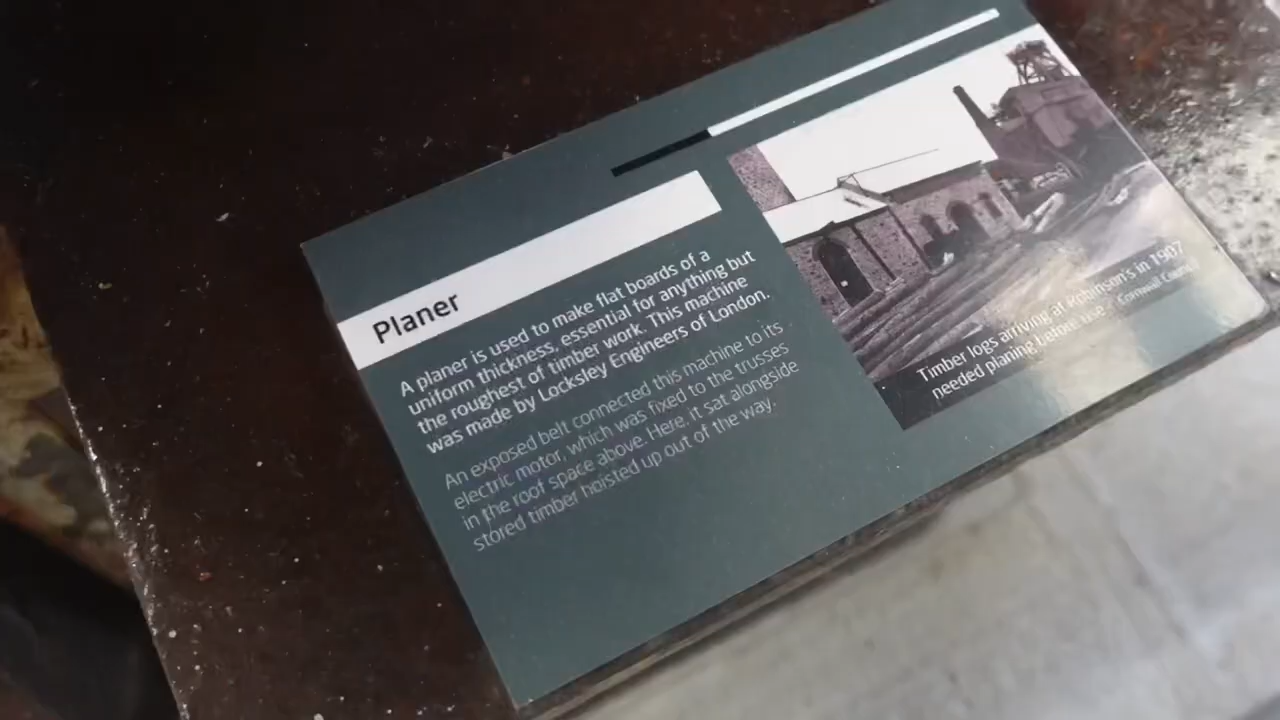 Planer
A planer is used to make flat boards of a
uniform thickness, essential for anything but
the roughest of timber work. This machine
was made by Locksley Engineers of London.
An exposed belt connected this machine to its
electric motor, which was fixed to the trusses
in the roof space above. Here, it sat alongside
stored timber hoisted up out of the way.
Timber logs arriving at Robinson's in 1907
needed planing before use. Cornwall Council